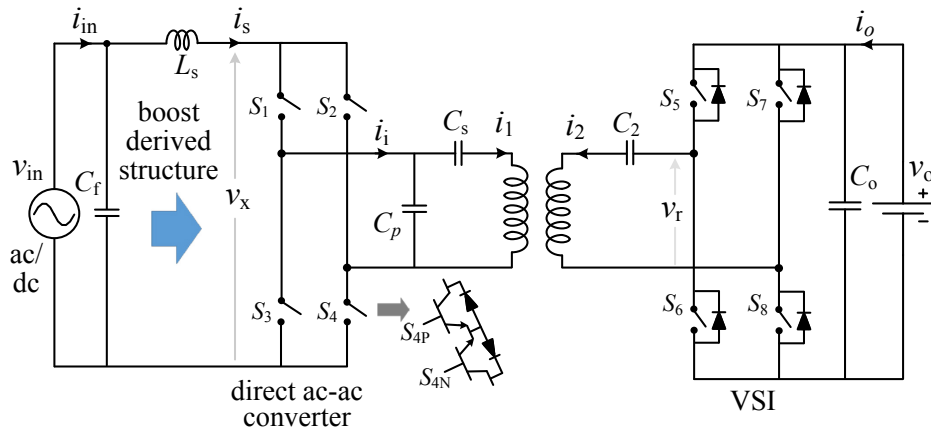 i_in
i_s
i_o
L_s
S_1
S_2
S_5
S_7
boost
derived
structure
i_i
C_s
i_1
i_2
C_2
v_in
C_f
v_x
C_p
v_r
C_o
v_o
+
-
ac/
dc
S_3
S_4
S_4P
S_4N
S_6
S_8
direct ac-ac
converter
VSI